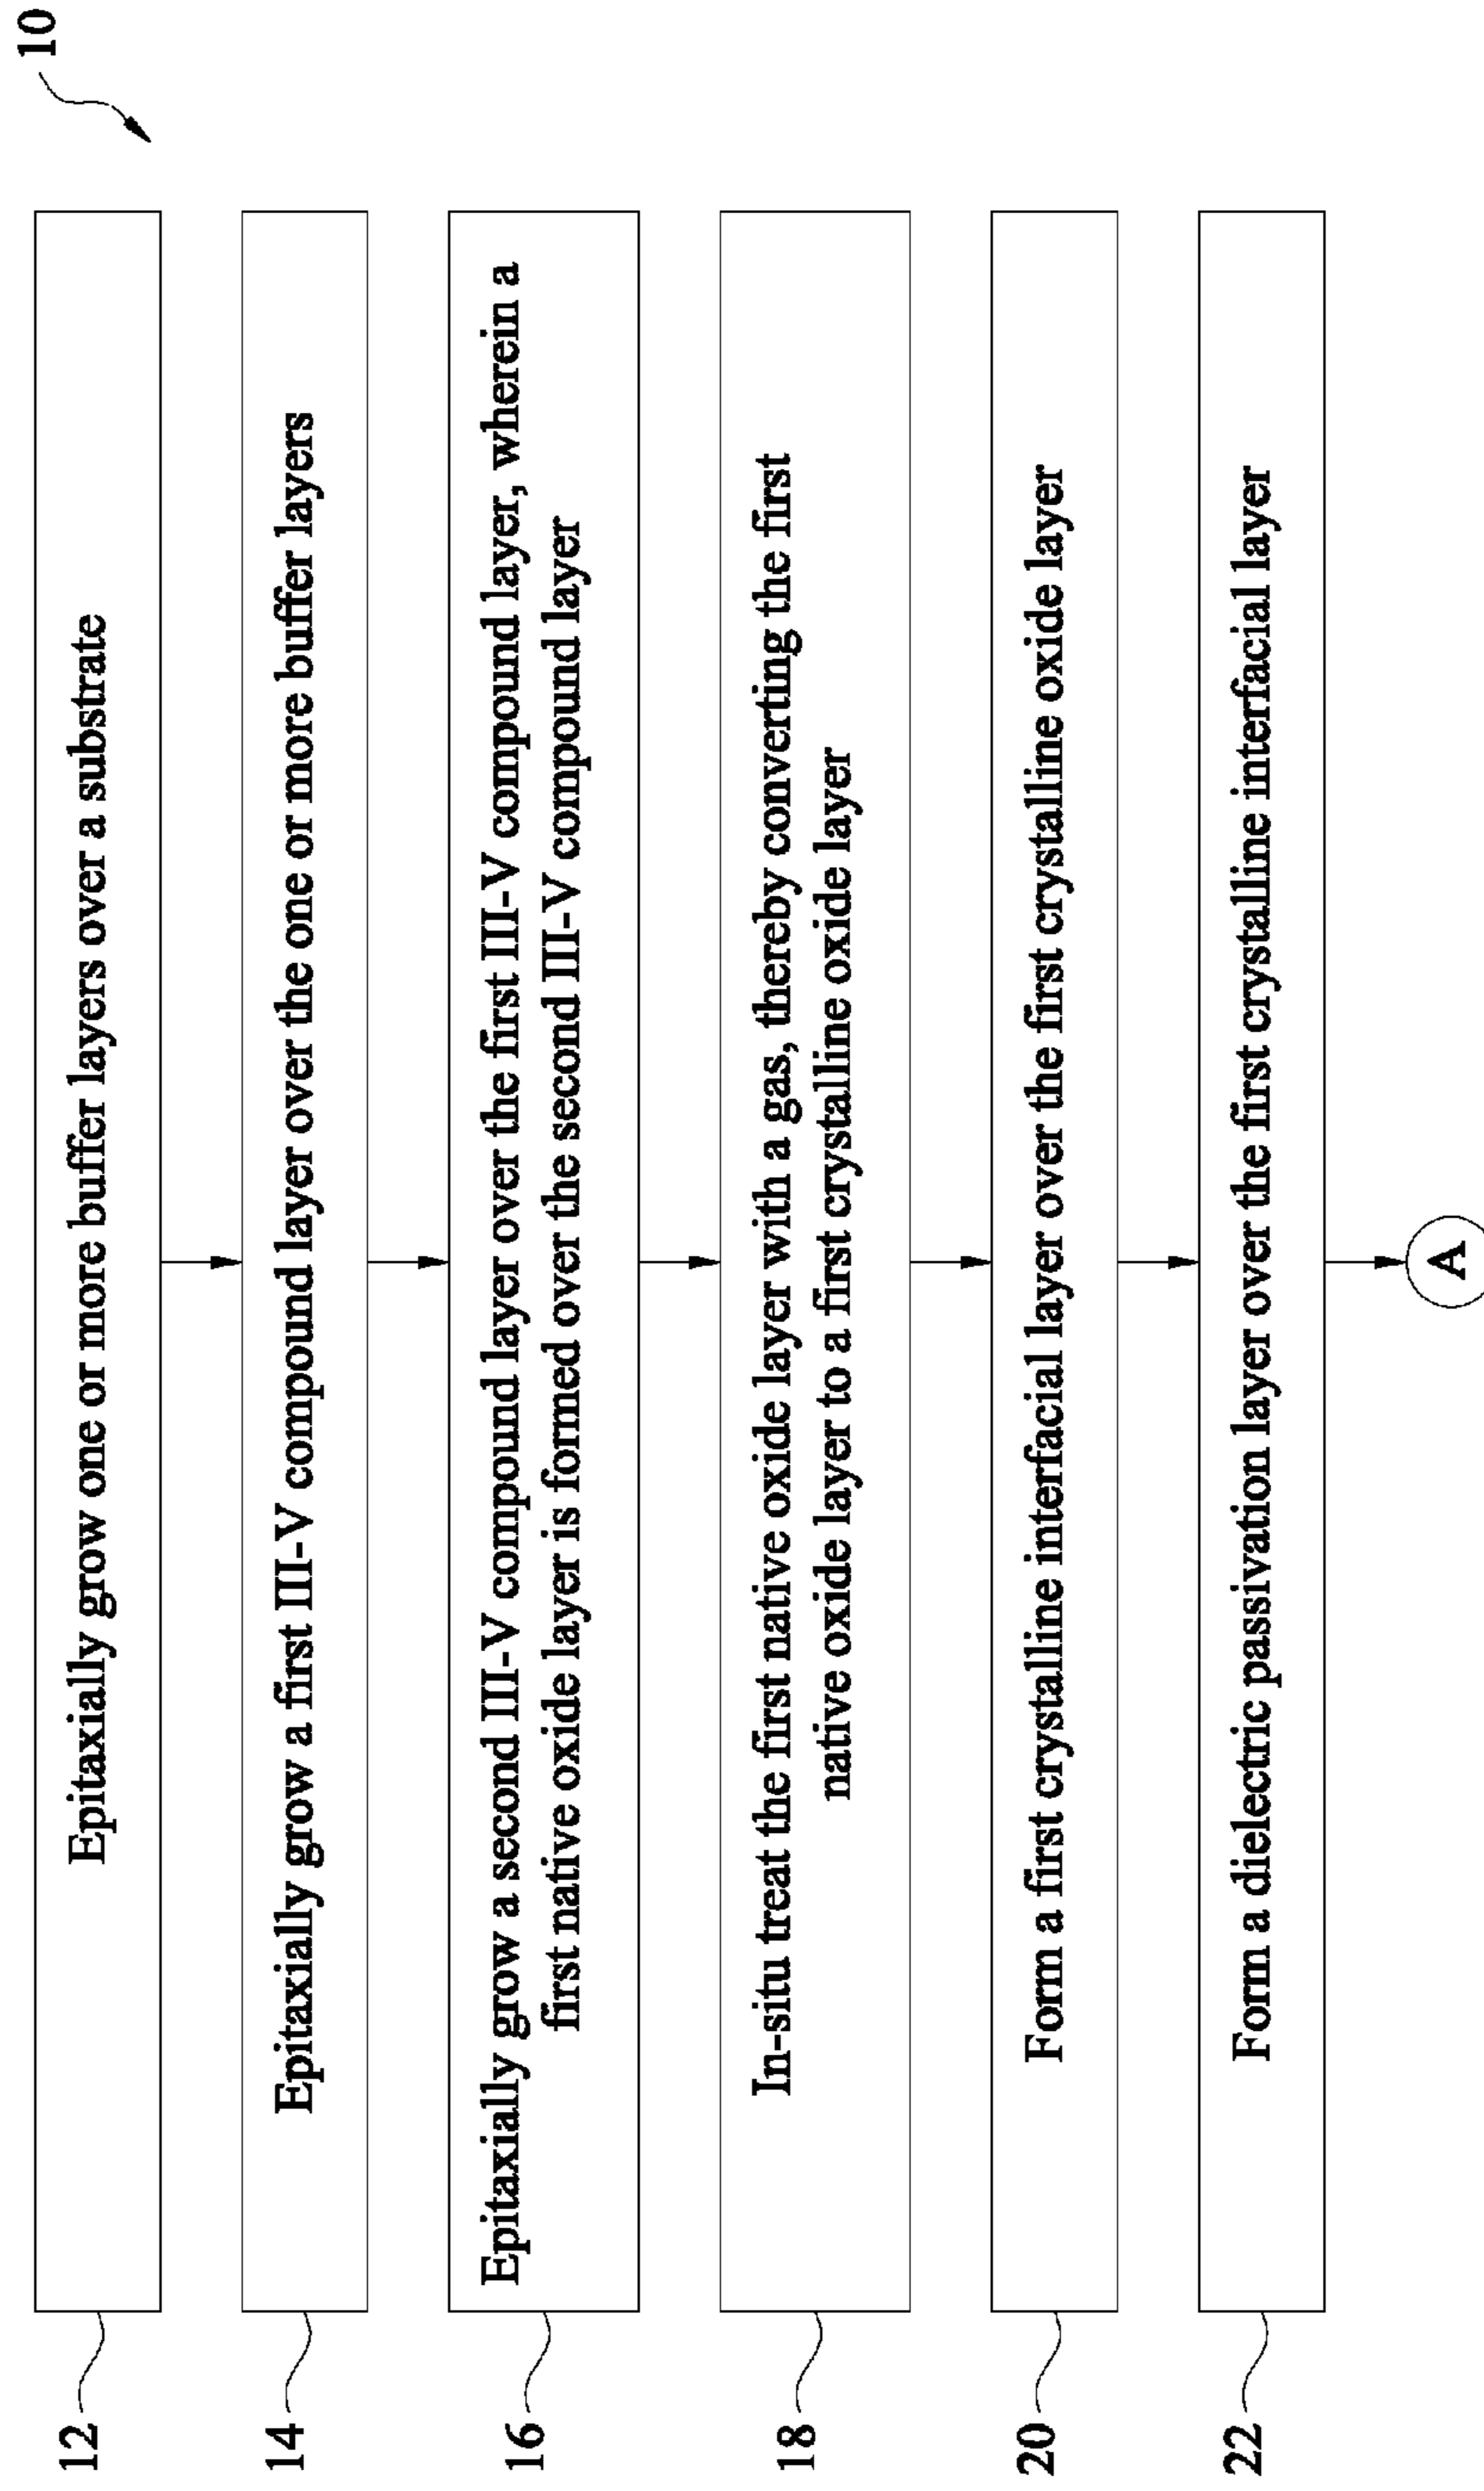 10
12
Epitaxially grow one or more buffer layers over a substrate
14
Epitaxially grow a first III-V compound layer over the one or more buffer layers
16
Epitaxially grow a second III-V compound layer over the first III-V compound layer, wherein a
first native oxide layer is formed over the second III-V compound layer
18
In-situ treat the first native oxide layer with a gas, thereby converting the first
native oxide layer to a first crystalline oxide layer
20
Form a first crystalline interfacial layer over the first crystalline oxide layer
22
Form a dielectric passivation layer over the first crystalline interfacial layer
A